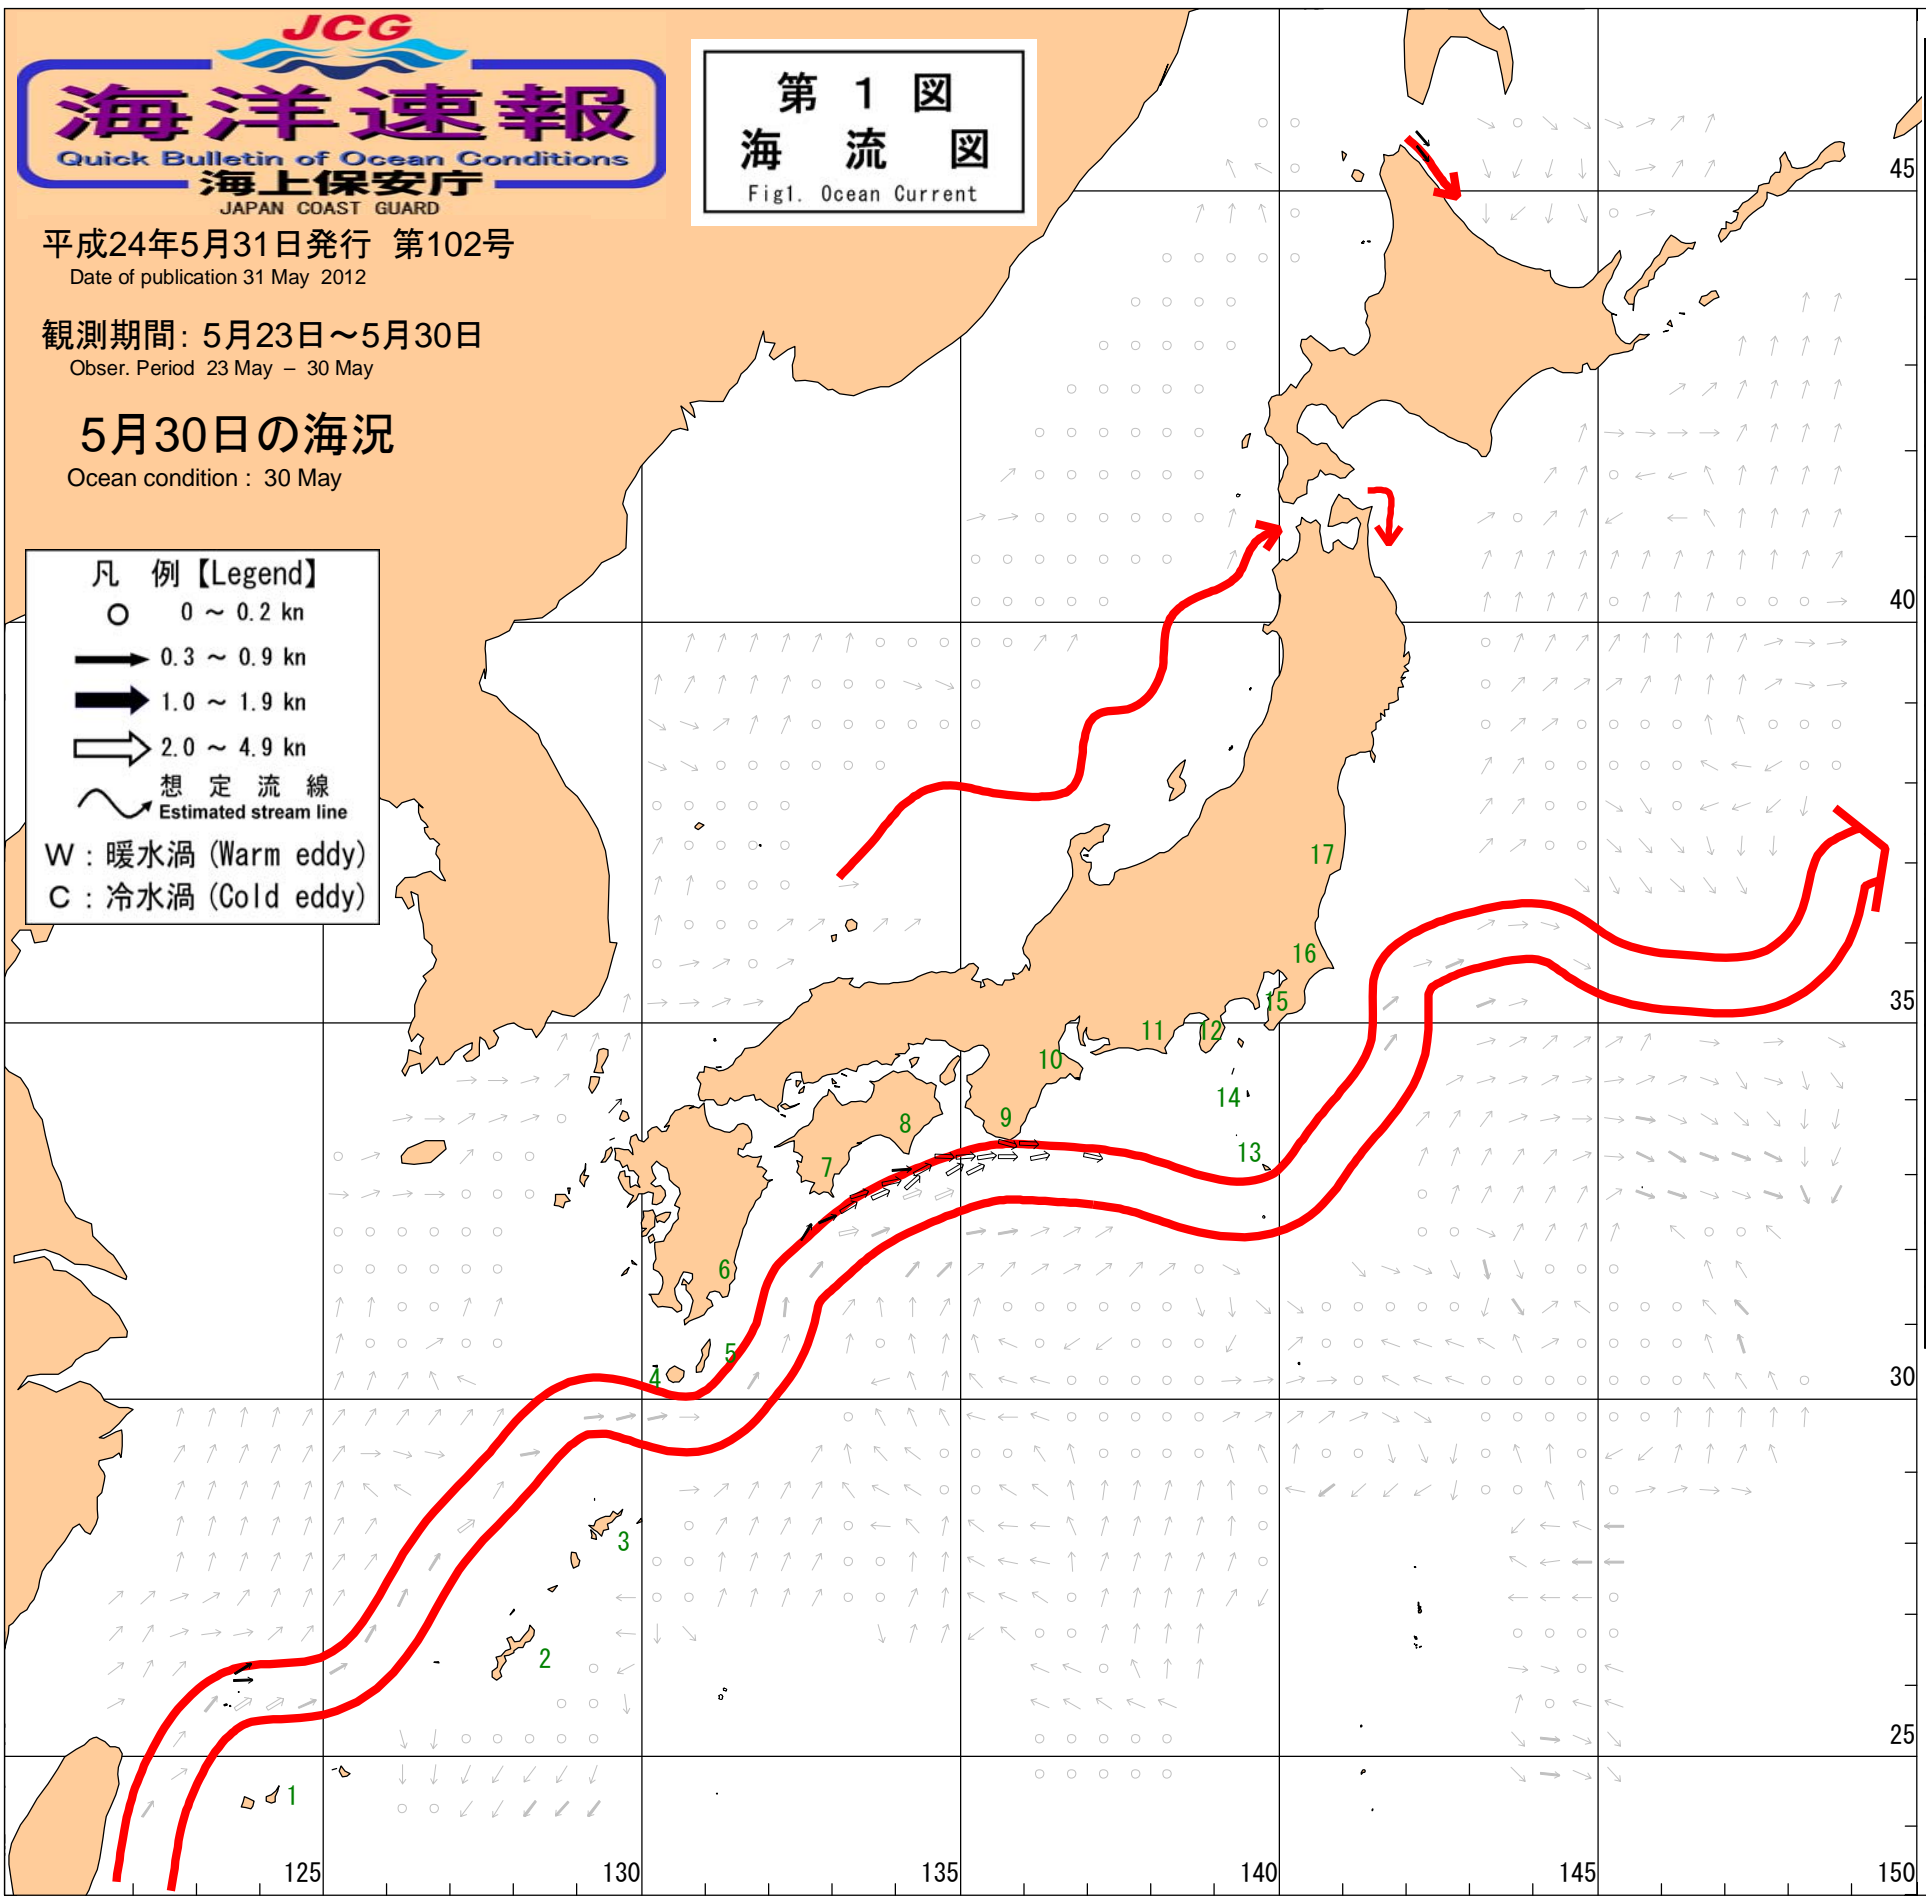 JCG
海洋速報
Quick Bulletin of Ocean Conditions
海上保安庁
JAPAN COAST GUARD
平成24年5月31日発行 第102号
Date of publication 31 May 2012
観測期間: 5月23日～5月30日
Obser. Period 23 May – 30 May
5月30日の海況
Ocean condition : 30 May
第 1 図
海 流 図
Fig1. Ocean Current
凡 例【Legend】
0 ～ 0.2 kn
0.3 ～ 0.9 kn
1.0 ～ 1.9 kn
2.0 ～ 4.9 kn
想 定 流 線
Estimated stream line
W : 暖水渦 (Warm eddy)
C : 冷水渦 (Cold eddy)
45
40
17
16
35
15
11
12
10
14
9
8
13
7
6
5
4
30
3
2
25
1
125
130
135
140
145
150